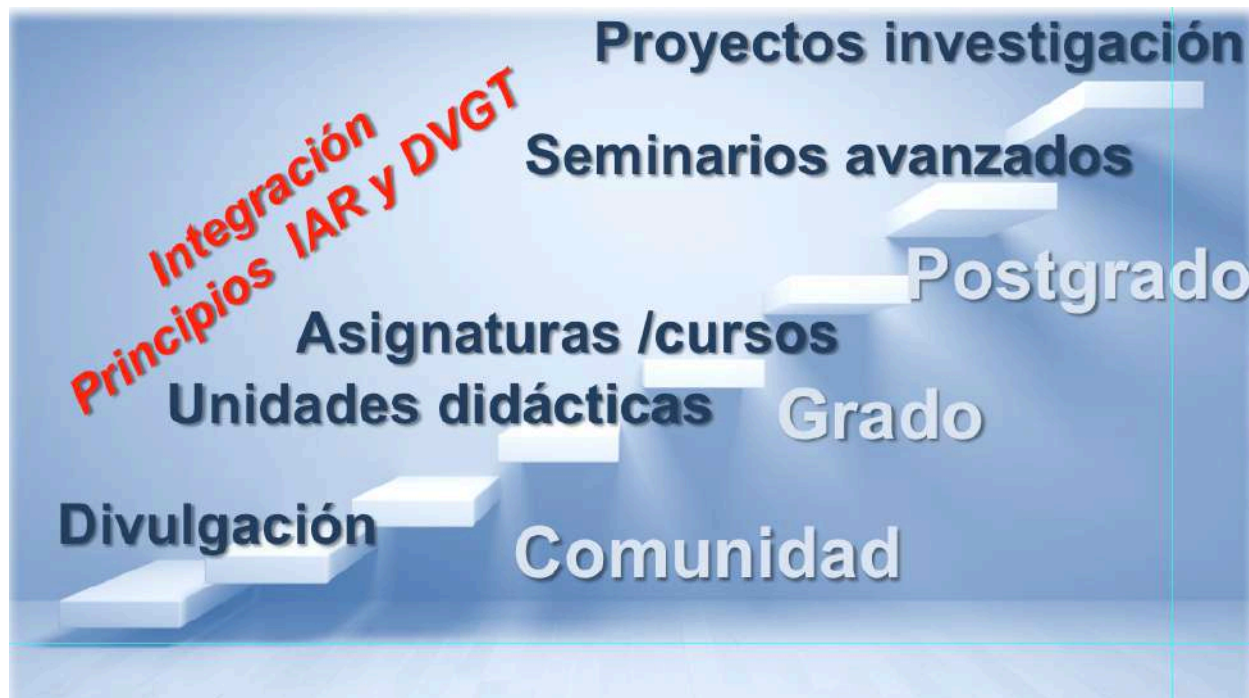 Proyectos investigación
Seminarios avanzados
Integración
Principios IAR y DVGT
Postgrado
Asignaturas /cursos
Unidades didácticas
Grado
Divulgación
Comunidad